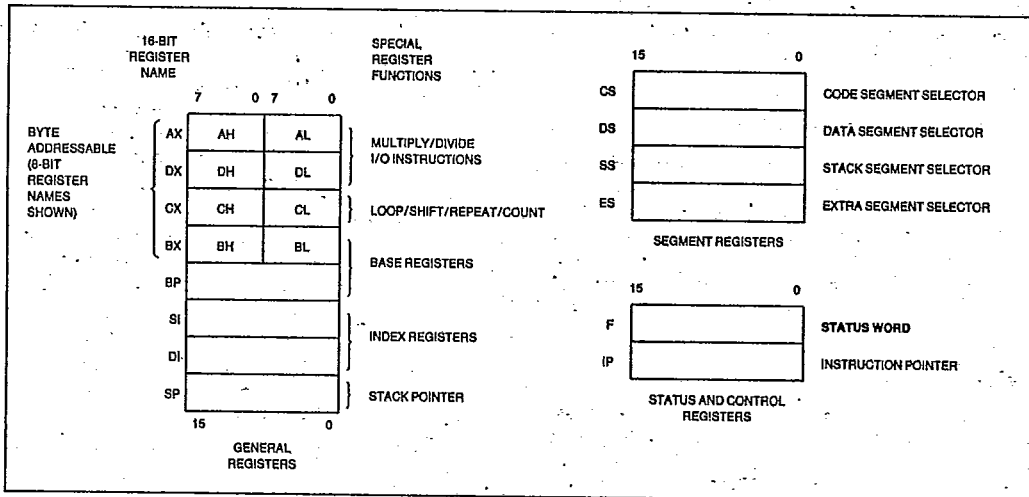 16-BIT
REGISTER
NAME
SPECIAL
REGISTER
FUNCTIONS
7 0 7 0
BYTE
ADDRESSABLE
(8-BIT
REGISTER
NAMES
SHOWN)
AX AH AL
DX DH DL
MULTIPLY/DIVIDE
I/O INSTRUCTIONS
CX CH CL LOOP/SHIFT/REPEAT/COUNT
BX BH BL
BP
BASE REGISTERS
SI
DI
INDEX REGISTERS
SP STACK POINTER
15 0
GENERAL
REGISTERS
15 0
CS CODE SEGMENT SELECTOR
DS DATA SEGMENT SELECTOR
SS STACK SEGMENT SELECTOR
ES EXTRA SEGMENT SELECTOR
SEGMENT REGISTERS
15 0
F STATUS WORD
IP INSTRUCTION POINTER
STATUS AND CONTROL
REGISTERS